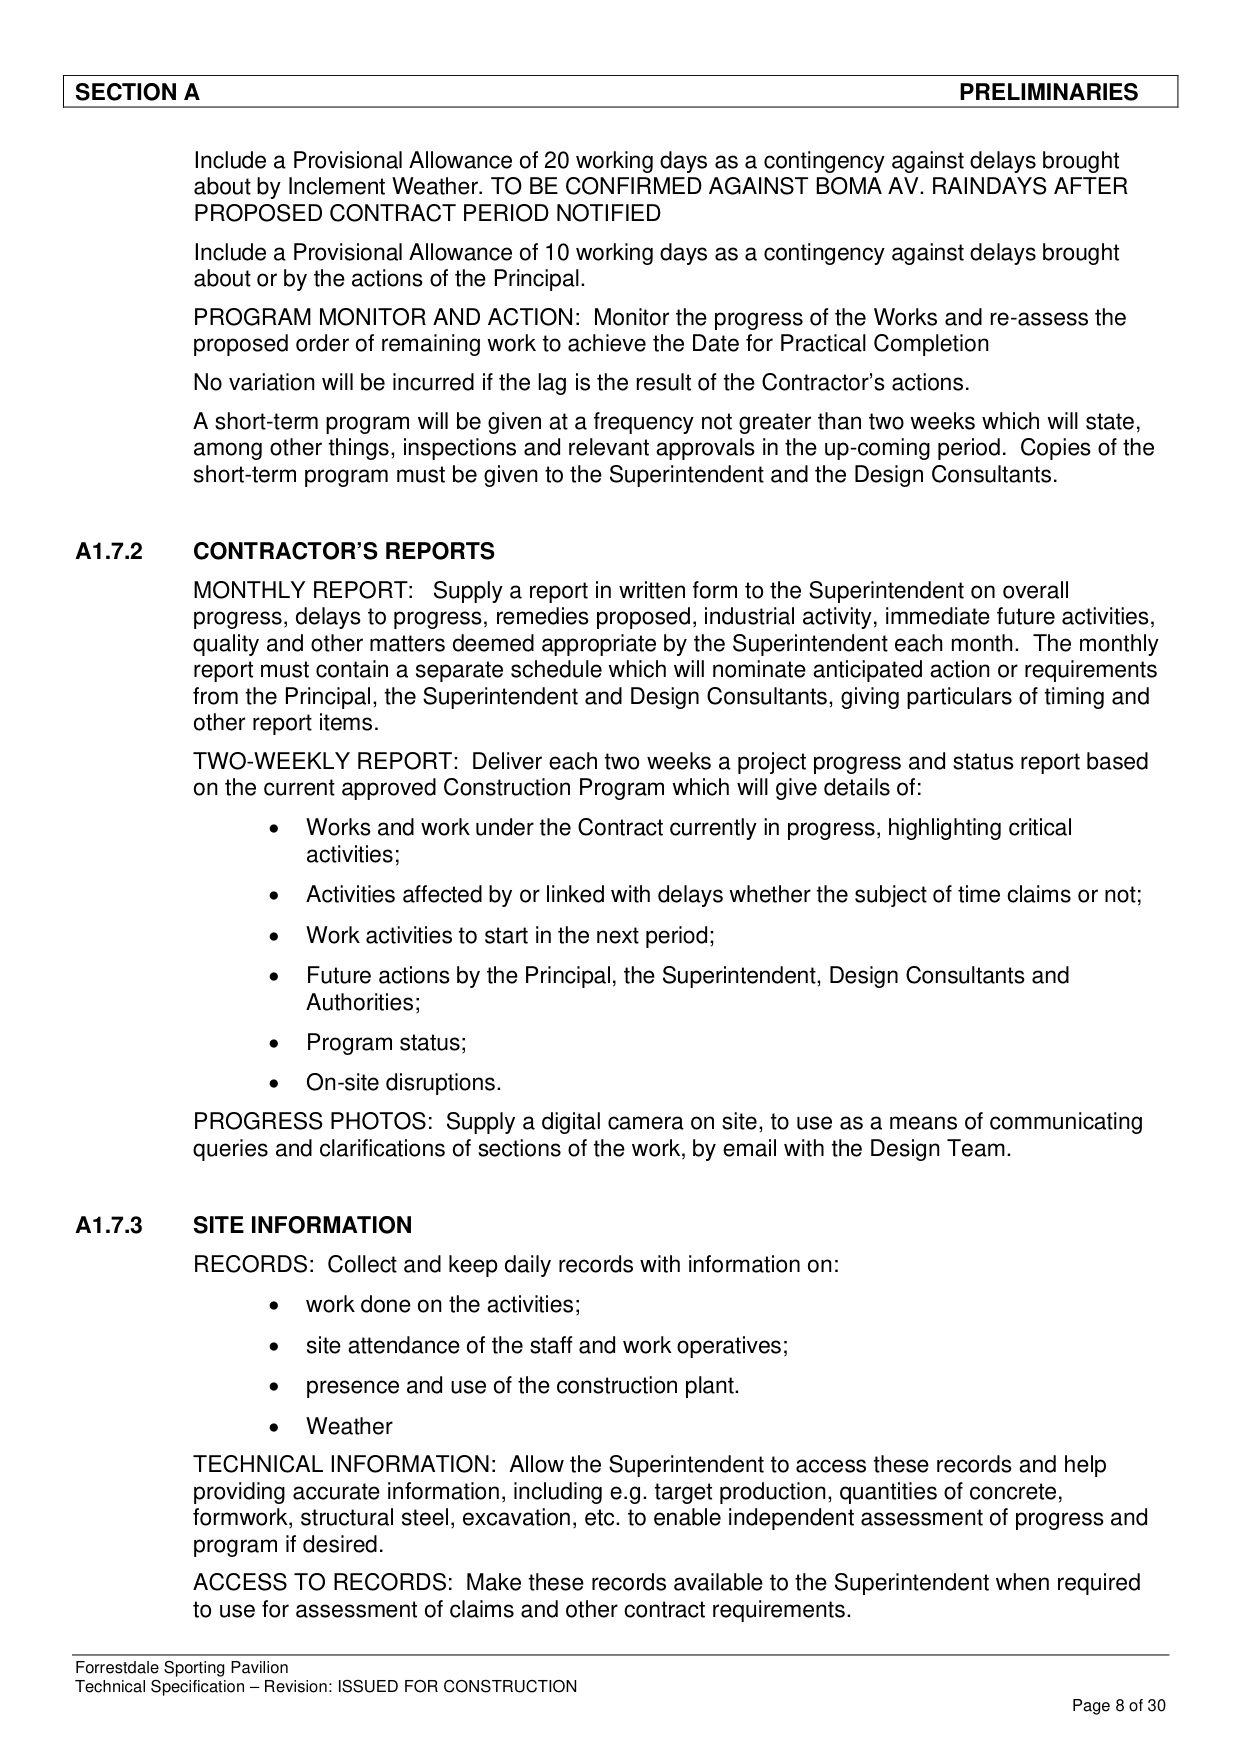 SECTION A PRELIMINARIES
Include a Provisional Allowance of 20 working days as a contingency against delays brought
about by Inclement Weather. TO BE CONFIRMED AGAINST BOMA AV. RAINDAYS AFTER
PROPOSED CONTRACT PERIOD NOTIFIED
Include a Provisional Allowance of 10 working days as a contingency against delays brought
about or by the actions of the Principal.
PROGRAM MONITOR AND ACTION:  Monitor the progress of the Works and re-assess the
proposed order of remaining work to achieve the Date for Practical Completion
No variation will be incurred if the lag is the result of the Contractor’s actions.
A short-term program will be given at a frequency not greater than two weeks which will state,
among other things, inspections and relevant approvals in the up-coming period.  Copies of the
short-term program must be given to the Superintendent and the Design Consultants.
A1.7.2 CONTRACTOR’S REPORTS
MONTHLY REPORT:   Supply a report in written form to the Superintendent on overall
progress, delays to progress, remedies proposed, industrial activity, immediate future activities,
quality and other matters deemed appropriate by the Superintendent each month.  The monthly
report must contain a separate schedule which will nominate anticipated action or requirements
from the Principal, the Superintendent and Design Consultants, giving particulars of timing and
other report items.
TWO-WEEKLY REPORT:  Deliver each two weeks a project progress and status report based
on the current approved Construction Program which will give details of:
• Works and work under the Contract currently in progress, highlighting critical
activities;
• Activities affected by or linked with delays whether the subject of time claims or not;
• Work activities to start in the next period;
• Future actions by the Principal, the Superintendent, Design Consultants and
Authorities;
• Program status;
• On-site disruptions.
PROGRESS PHOTOS:  Supply a digital camera on site, to use as a means of communicating
queries and clarifications of sections of the work, by email with the Design Team.
A1.7.3 SITE INFORMATION
RECORDS:  Collect and keep daily records with information on:
• work done on the activities;
• site attendance of the staff and work operatives;
• presence and use of the construction plant.
• Weather
TECHNICAL INFORMATION:  Allow the Superintendent to access these records and help
providing accurate information, including e.g. target production, quantities of concrete,
formwork, structural steel, excavation, etc. to enable independent assessment of progress and
program if desired.
ACCESS TO RECORDS:  Make these records available to the Superintendent when required
to use for assessment of claims and other contract requirements.
Forrestdale Sporting Pavilion
Technical Specification – Revision: ISSUED FOR CONSTRUCTION
Page 8 of 30